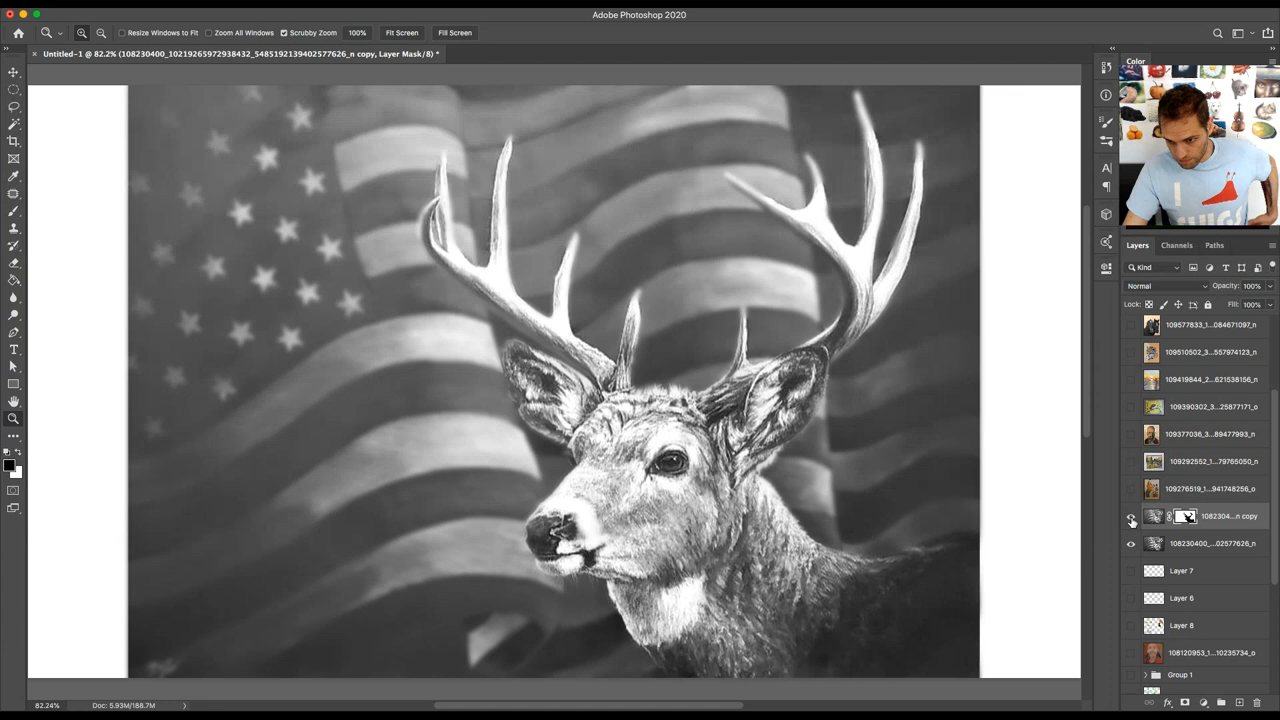 Adobe Photoshop 2020
Resize Windows to Fit Zoom All Windows Scrubby Zoom 100% Fit Screen Fill Screen
Untitled-1 @ 82.2% (108230400_10219265972938432_5485192139402577626_n copy, Layer Mask/8) *
Color
Layers Channels Paths
Kind
Normal Opacity: 100%
Lock: Fill: 100%
109577833_1...084671097_n
109510502_3...557974123_n
109419844_2...621538156_n
109390302_3...25877171_o
109377036_3...89477993_n
109292552_1...79765050_n
109276519_1...941748256_o
1082304...n copy
108230400_...02577626_n
Layer 7
Layer 6
Layer 8
108120953_1...10235734_o
Group 1
82.24% Doc: 5.93M/188.7M